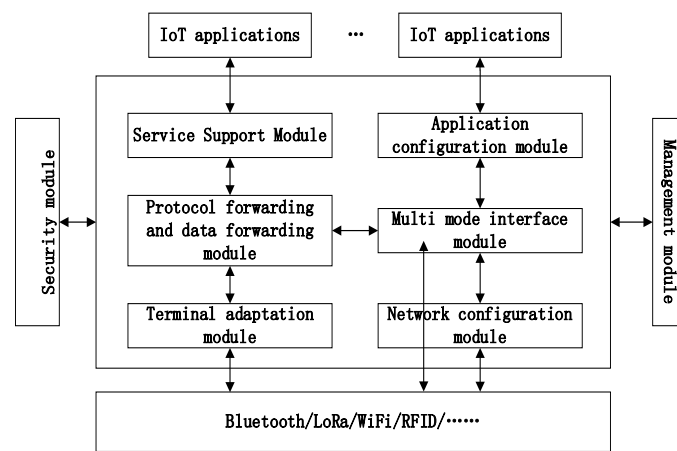 IoT applications
...
IoT applications
Service Support Module
Application
configuration module
Security module
Management module
Protocol forwarding
and data forwarding
module
Multi mode interface
module
Terminal adaptation
module
Network configuration
module
Bluetooth/LoRa/WiFi/RFID/······